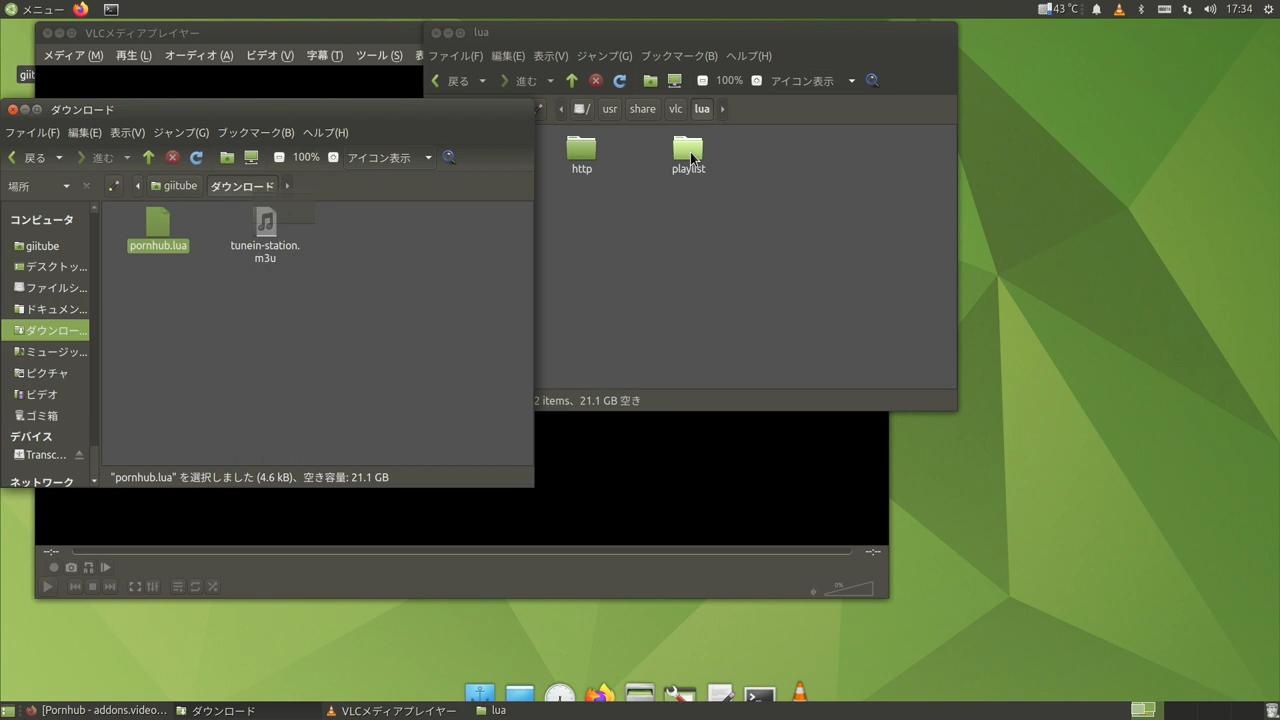 メニュー
43 ℃
17:34
VLCメディアプレイヤー
メディア (M) 再生 (L) オーディオ (A) ビデオ (V) 字幕 (T) ツール (S) 表
giit
lua
ファイル(F) 編集(E) 表示(V) ジャンプ(G) ブックマーク(B) ヘルプ(H)
戻る 進む 100% アイコン表示
usr share vlc lua
http
playlist
2 items、21.1 GB 空き
ダウンロード
ファイル(F) 編集(E) 表示(V) ジャンプ(G) ブックマーク(B) ヘルプ(H)
戻る 進む 100% アイコン表示
場所
giitube ダウンロード
コンピュータ
giitube
デスクトッ...
ファイルシ...
ドキュメン...
ダウンロー...
ミュージッ...
ピクチャ
ビデオ
ゴミ箱
デバイス
Transc...
ネットワーク
pornhub.lua
tunein-station.
m3u
"pornhub.lua" を選択しました (4.6 kB)、空き容量: 21.1 GB
--:--
--:--
0%
[Pornhub - addons.video... ダウンロード VLCメディアプレイヤー lua